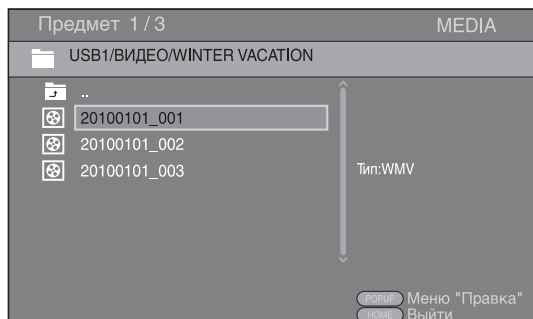 Предмет 1/3 MEDIA
USB1/ВИДЕО/WINTER VACATION
..
20100101_001
20100101_002
20100101_003
Тип:WMV
POPUP Меню "Правка"
HOME Выйти